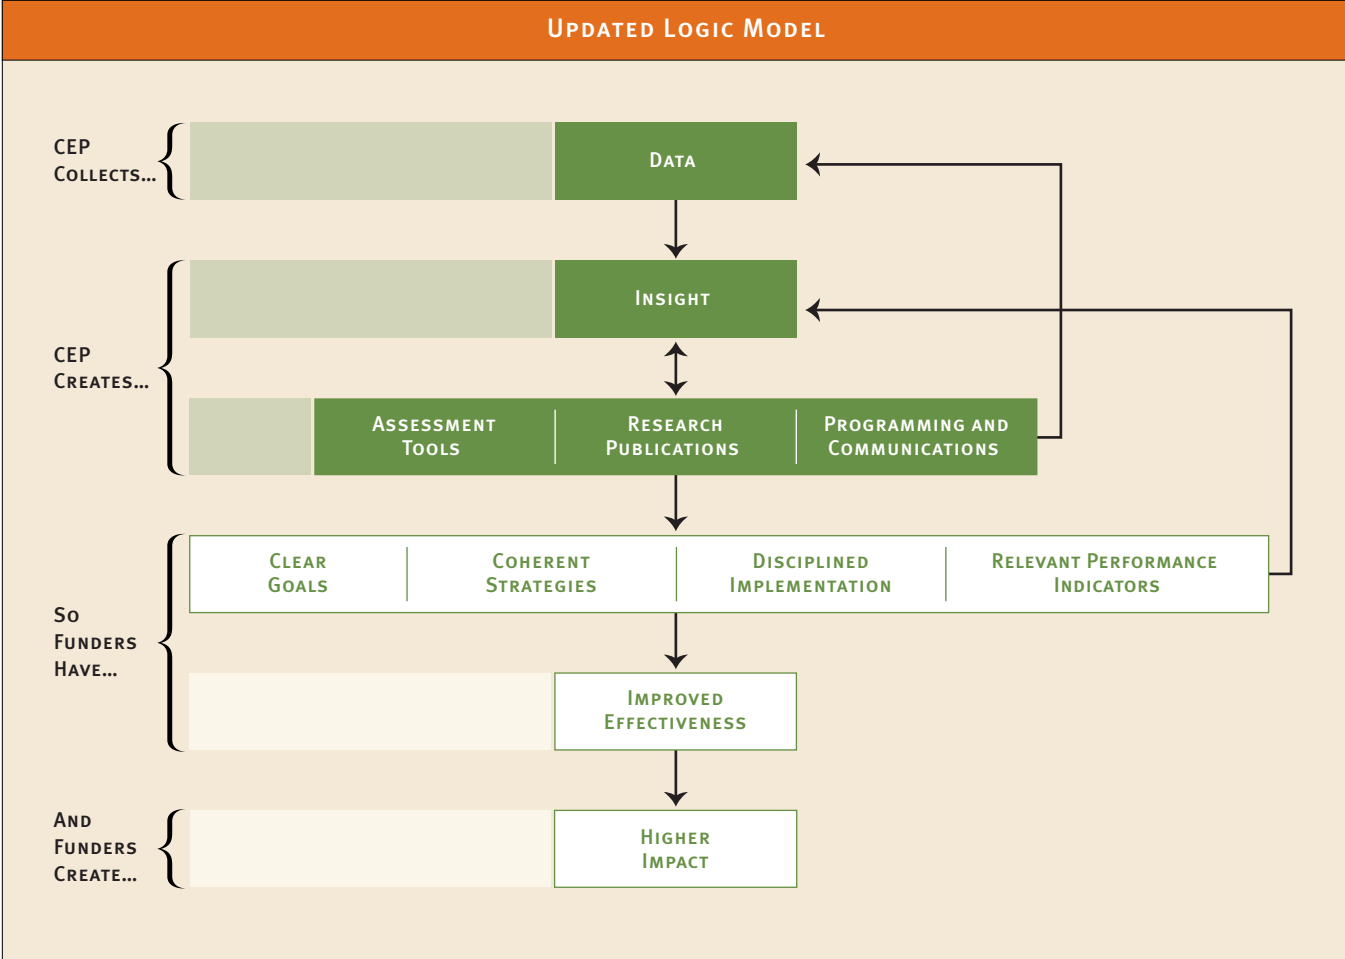 Updated Logic Model
CEP
Collects...
Data
Insight
CEP
Creates...
Assessment
Tools
Research
Publications
Programming and
Communications
So
Funders
Have...
Clear
Goals
Coherent
Strategies
Disciplined
Implementation
Relevant Performance
Indicators
Improved
Effectiveness
And
Funders
Create...
Higher
Impact